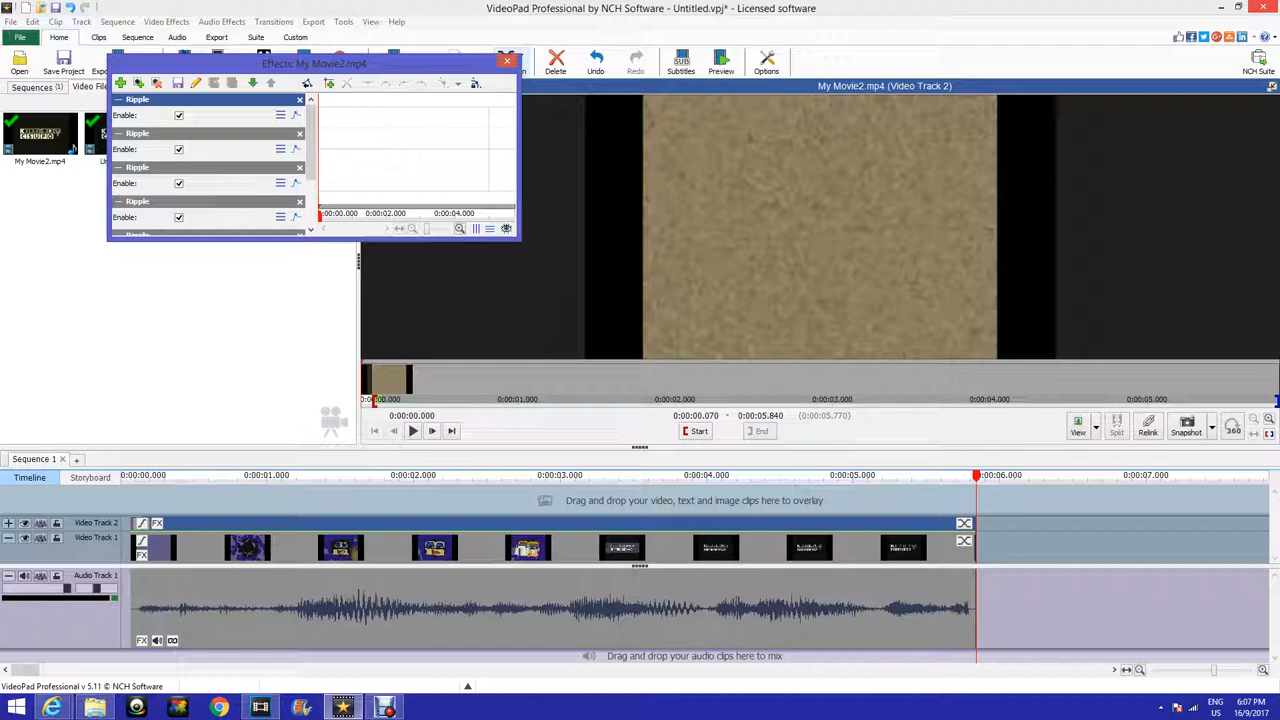 VideoPad Professional by NCH Software - Untitled.vpj* - Licensed software
File Edit Clip Track Sequence Video Effects Audio Effects Transitions Export Tools View Help
File Home Clips Sequence Audio Export Suite Custom
Open Save Project Delete Undo Redo Subtitles Preview Options NCH Suite
Effects: My Movie2.mp4
Ripple
Enable:
Ripple
Enable:
Ripple
Enable:
Ripple
Enable:
0:00:00.000 0:00:02.000 0:00:04.000
Sequences (1) Video File
My Movie2.mp4
My Movie2.mp4 (Video Track 2)
0:00:01.000 0:00:02.000 0:00:03.000 0:00:04.000 0:00:05.000
0:00:00.000 0:00:00.070 - 0:00:05.840 (0:00:05.770)
Start End View Split Relink Snapshot 360
Sequence 1
Timeline Storyboard 0:00:00.000 0:00:01.000 0:00:02.000 0:00:03.000 0:00:04.000 0:00:05.000 0:00:06.000 0:00:07.000
Drag and drop your video, text and image clips here to overlay
Video Track 2 FX
Video Track 1
FX
Audio Track 1
FX
Drag and drop your audio clips here to mix
VideoPad Professional v 5.11 © NCH Software
ENG 6:07 PM
US 16/9/2017